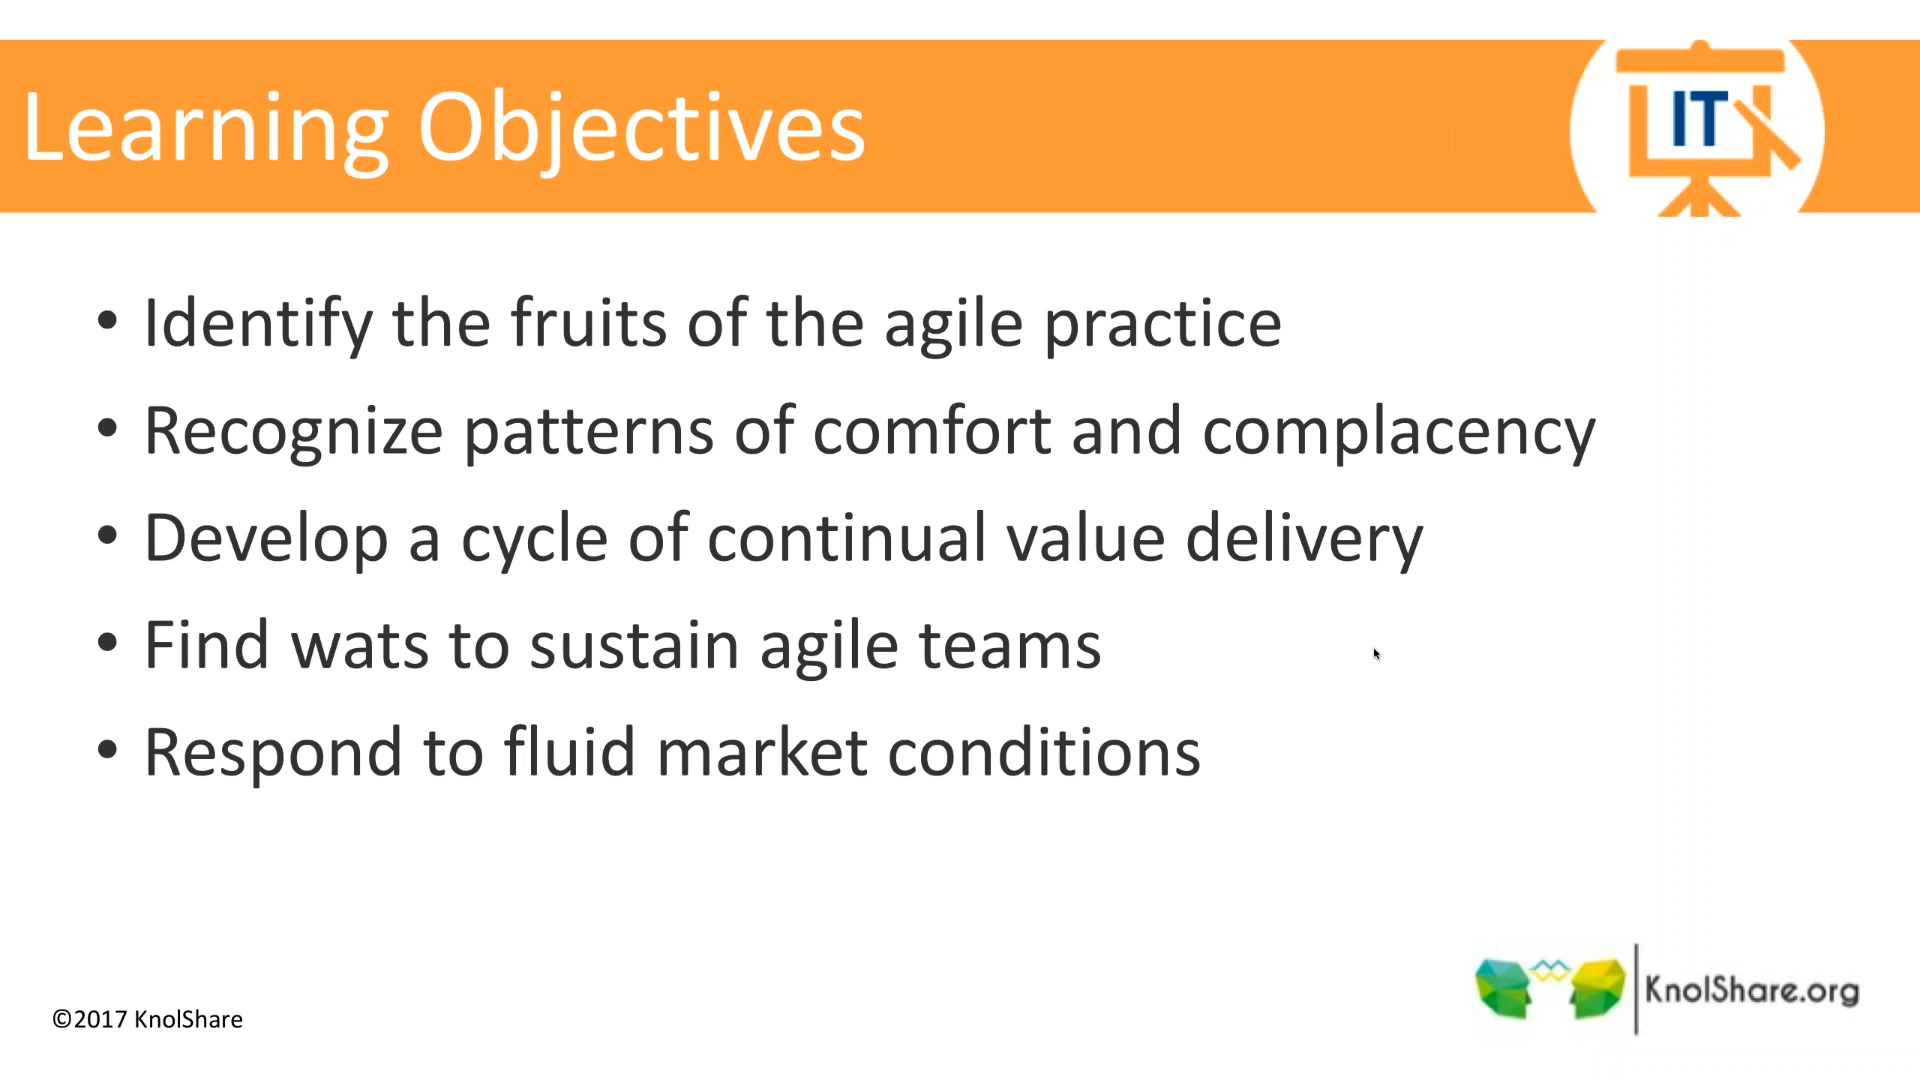 Learning Objectives
IT
• Identify the fruits of the agile practice
• Recognize patterns of comfort and complacency
• Develop a cycle of continual value delivery
• Find wats to sustain agile teams
• Respond to fluid market conditions
©2017 KnolShare
KnolShare.org